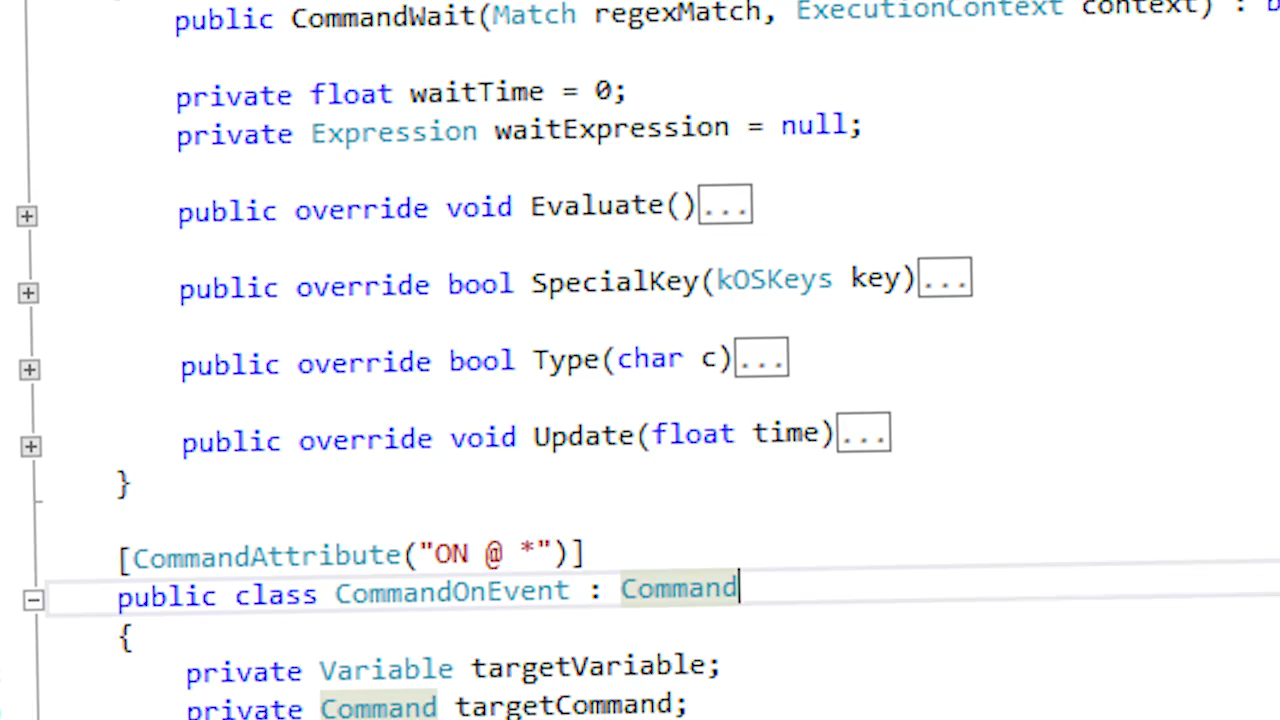 public CommandWait(Match regexMatch, ExecutionContext context) :
private float waitTime = 0;
private Expression waitExpression = null;
public override void Evaluate()...
public override bool SpecialKey(kOSKeys key)...
public override bool Type(char c)...
public override void Update(float time)...
}
[CommandAttribute("ON @ *")]
public class CommandOnEvent : Command
{
private Variable targetVariable;
private Command targetCommand;